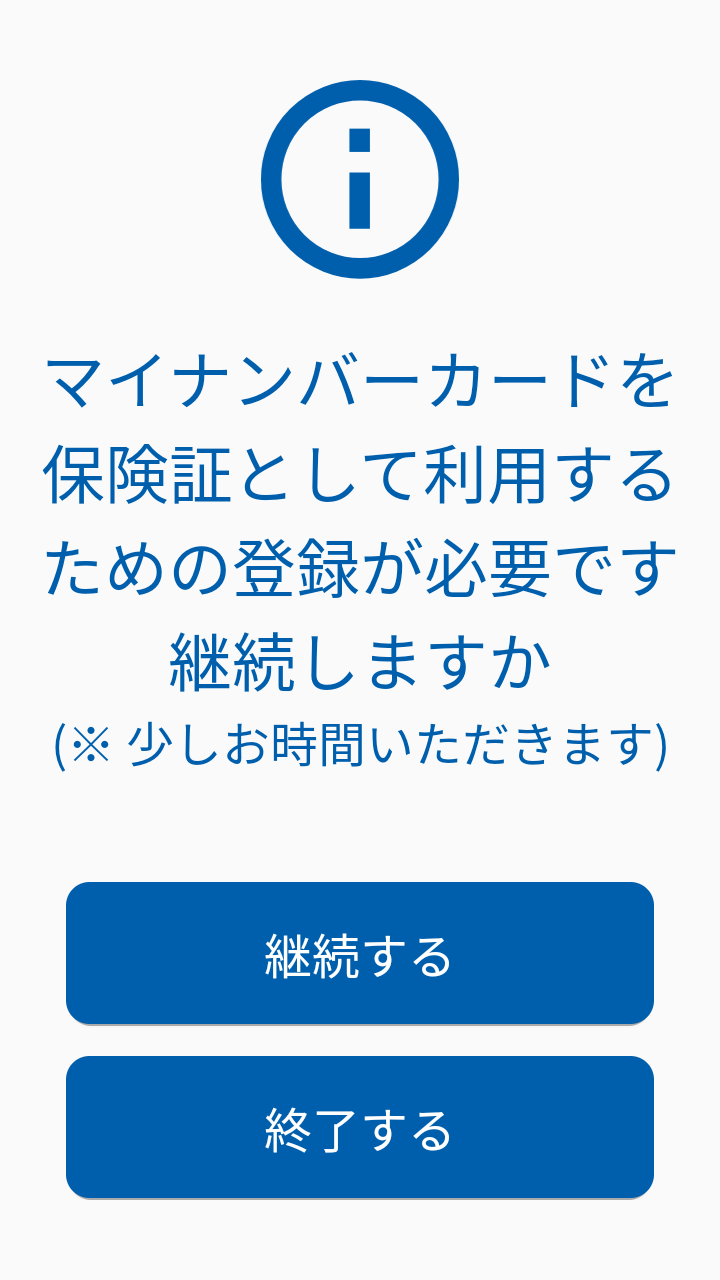 マイナンバーカードを
保険証として利用する
ための登録が必要です
継続しますか
(※ 少しお時間いただきます)
継続する
終了する